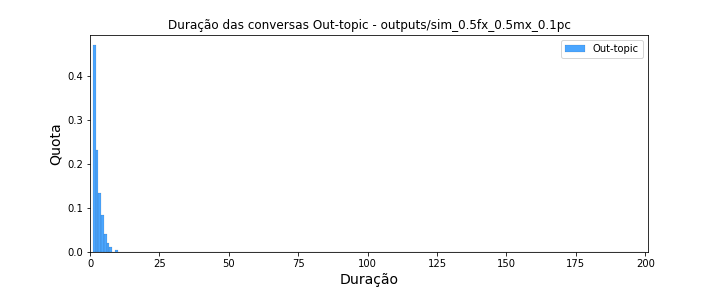 Duração das conversas Out-topic - outputs/sim_0.5fx_0.5mx_0.1pc
Out-topic
Quota
0.4
0.3
0.2
0.1
0.0
0 25 50 75 100 125 150 175 200
Duração